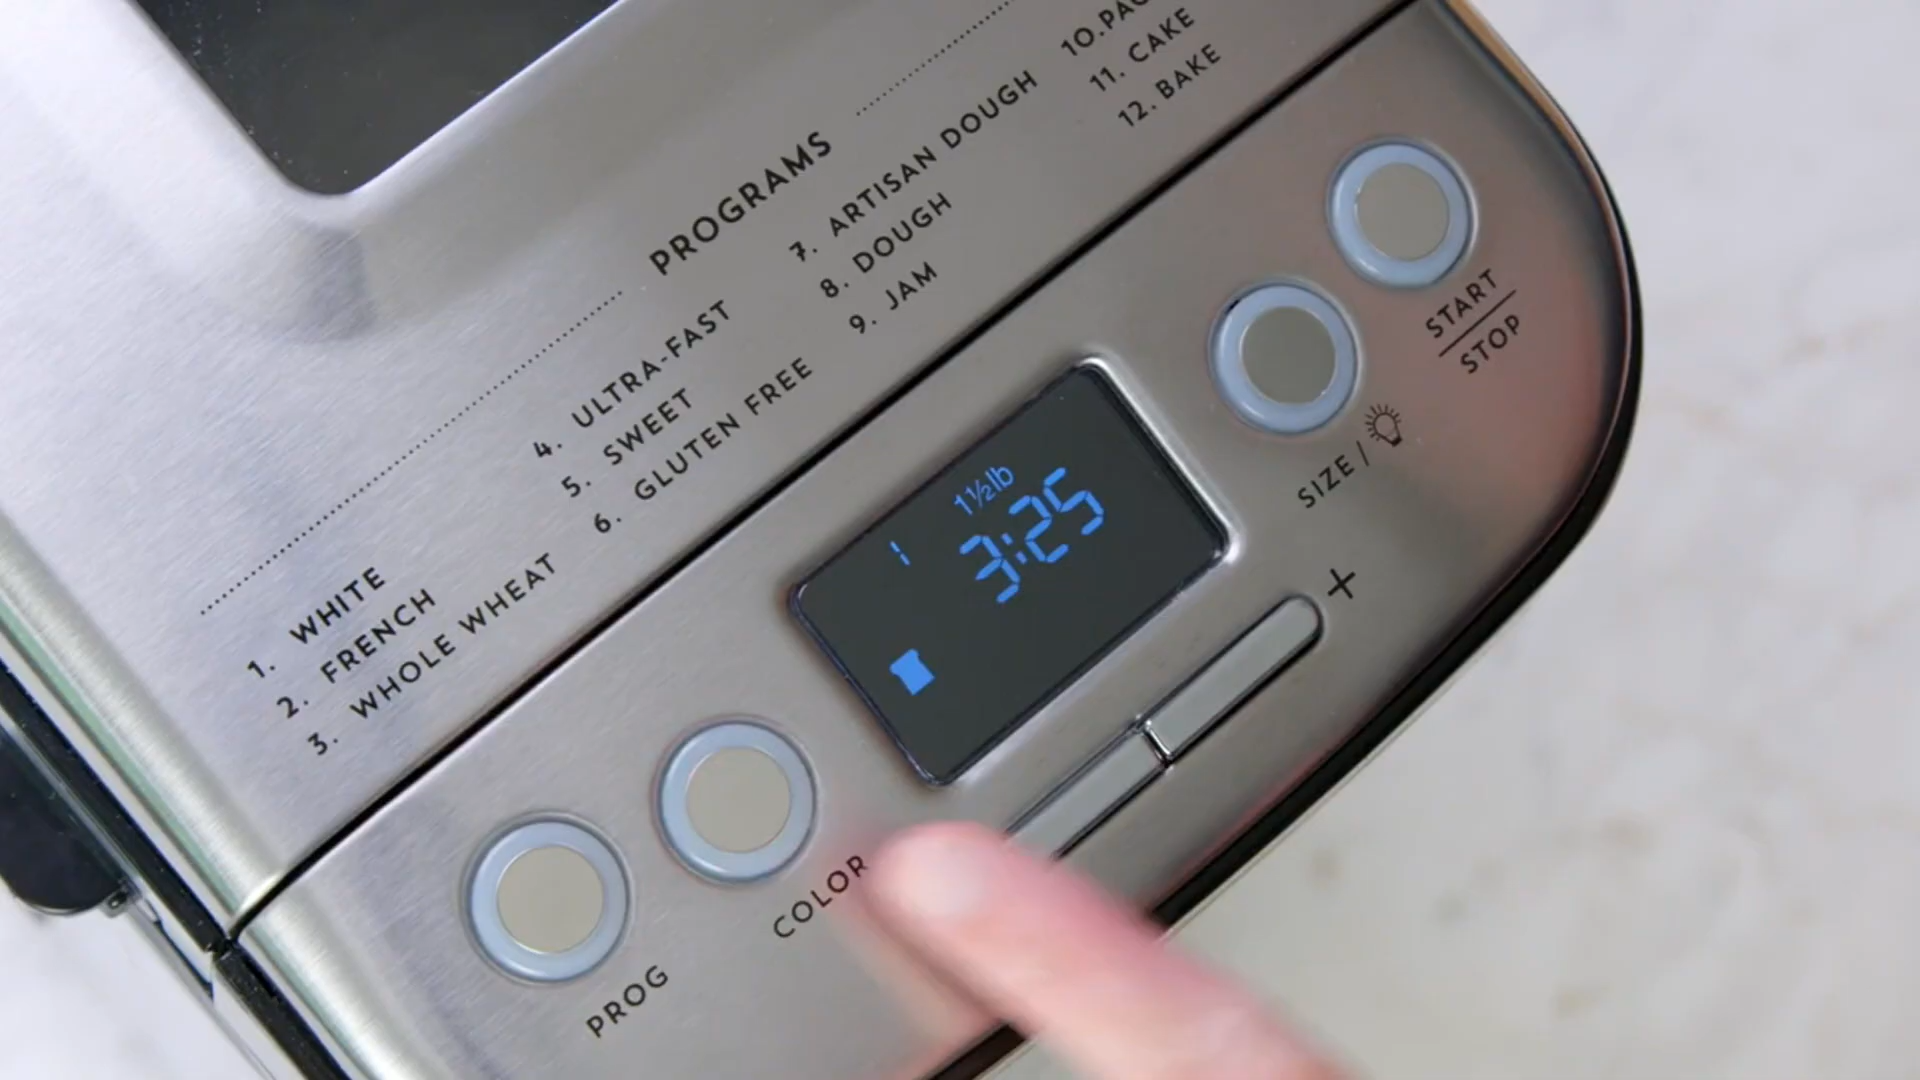 PROGRAMS
1. WHITE
2. FRENCH
3. WHOLE WHEAT
4. ULTRA-FAST
5. SWEET
6. GLUTEN FREE
7. ARTISAN DOUGH
8. DOUGH
9. JAM
10.
11. CAKE
12. BAKE
1½lb
1 3:25
PROG
COLOR
+
SIZE /
START
STOP